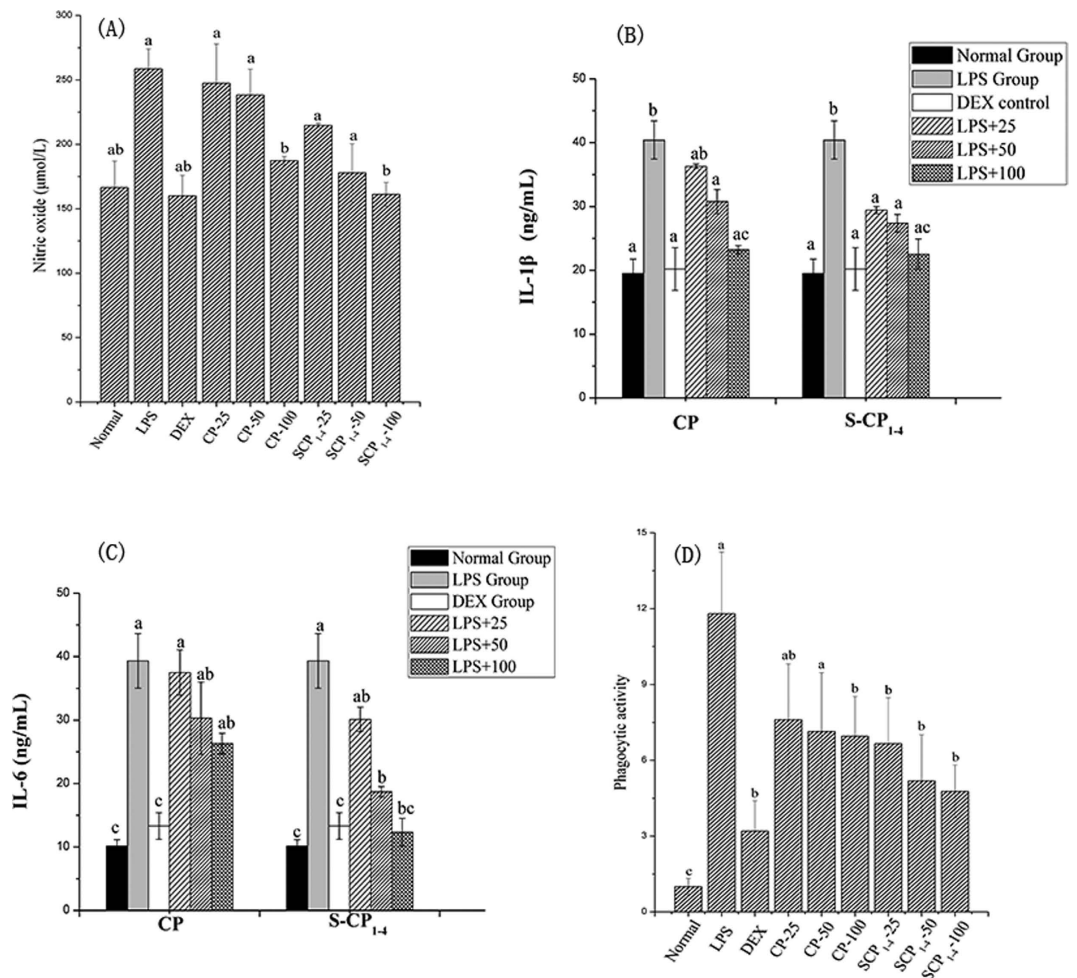 (A)
300
250
200
150
100
50
0
Nitric oxide (μmol/L)
ab
a
ab
a
a
b
a
a
b
Normal
LPS
DEX
CP-25
CP-50
CP-100
SCP1-4-25
SCP1-4-50
SCP1-4-100
(B)
Normal Group
LPS Group
DEX control
LPS+25
LPS+50
LPS+100
50
40
30
20
10
0
IL-1β (ng/mL)
a
b
a
ab
a
ac
a
b
a
a
a
ac
CP
S-CP1-4
(C)
Normal Group
LPS Group
DEX Group
LPS+25
LPS+50
LPS+100
50
40
30
20
10
0
IL-6 (ng/mL)
c
a
c
a
ab
ab
c
a
c
ab
b
bc
CP
S-CP1-4
(D)
15
12
9
6
3
0
Phagocytic activity
c
a
b
ab
a
b
b
b
b
Normal
LPS
DEX
CP-25
CP-50
CP-100
SCP1-4-25
SCP1-4-50
SCP1-4-100